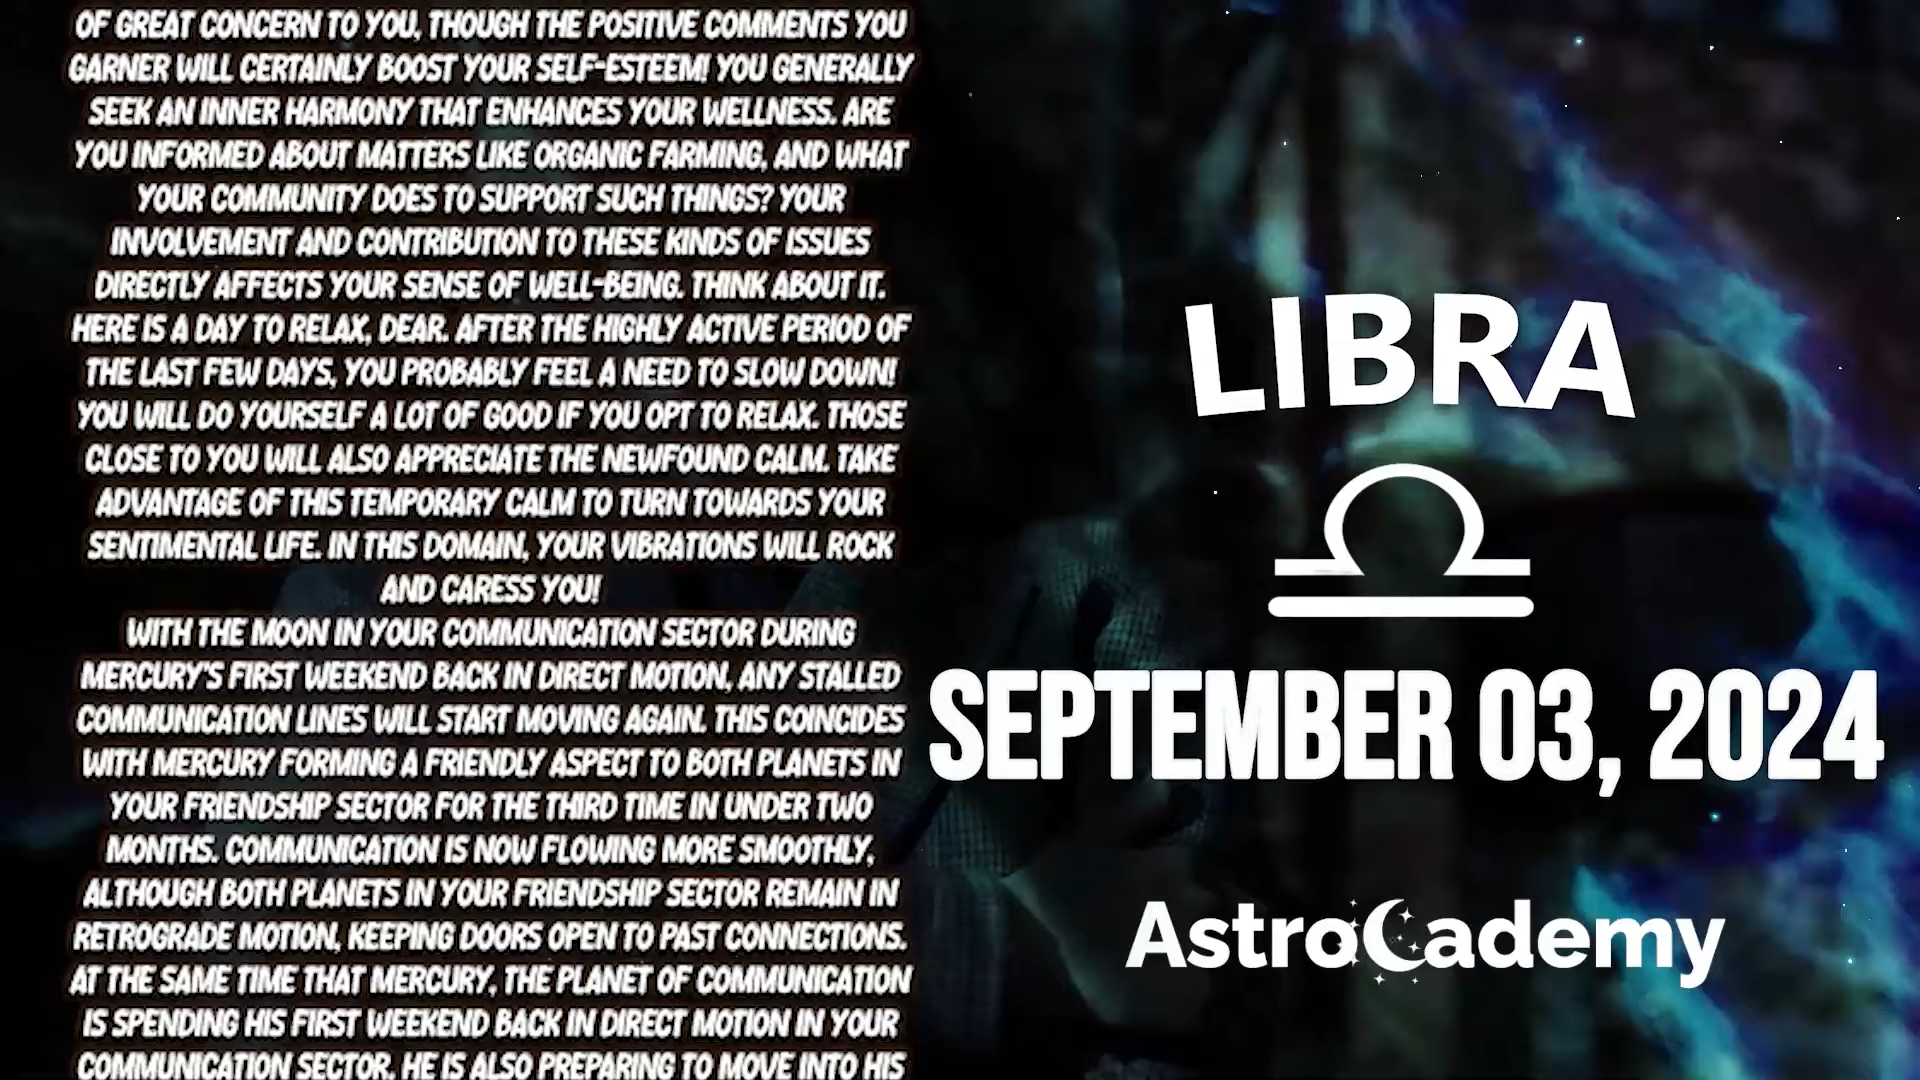 OF GREAT CONCERN TO YOU, THOUGH THE POSITIVE COMMENTS YOU
GARNER WILL CERTAINLY BOOST YOUR SELF-ESTEEM! YOU GENERALLY
SEEK AN INNER HARMONY THAT ENHANCES YOUR WELLNESS. ARE
YOU INFORMED ABOUT MATTERS LIKE ORGANIC FARMING, AND WHAT
YOUR COMMUNITY DOES TO SUPPORT SUCH THINGS? YOUR
INVOLVEMENT AND CONTRIBUTION TO THESE KINDS OF ISSUES
DIRECTLY AFFECTS YOUR SENSE OF WELL-BEING. THINK ABOUT IT.
HERE IS A DAY TO RELAX, DEAR. AFTER THE HIGHLY ACTIVE PERIOD OF
THE LAST FEW DAYS, YOU PROBABLY FEEL A NEED TO SLOW DOWN!
YOU WILL DO YOURSELF A LOT OF GOOD IF YOU OPT TO RELAX. THOSE
CLOSE TO YOU WILL ALSO APPRECIATE THE NEWFOUND CALM. TAKE
ADVANTAGE OF THIS TEMPORARY CALM TO TURN TOWARDS YOUR
SENTIMENTAL LIFE. IN THIS DOMAIN, YOUR VIBRATIONS WILL ROCK
AND CARESS YOU!
WITH THE MOON IN YOUR COMMUNICATION SECTOR DURING
MERCURY'S FIRST WEEKEND BACK IN DIRECT MOTION, ANY STALLED
COMMUNICATION LINES WILL START MOVING AGAIN. THIS COINCIDES
WITH MERCURY FORMING A FRIENDLY ASPECT TO BOTH PLANETS IN
YOUR FRIENDSHIP SECTOR FOR THE THIRD TIME IN UNDER TWO
MONTHS. COMMUNICATION IS NOW FLOWING MORE SMOOTHLY,
ALTHOUGH BOTH PLANETS IN YOUR FRIENDSHIP SECTOR REMAIN IN
RETROGRADE MOTION, KEEPING DOORS OPEN TO PAST CONNECTIONS.
AT THE SAME TIME THAT MERCURY, THE PLANET OF COMMUNICATION
IS SPENDING HIS FIRST WEEKEND BACK IN DIRECT MOTION IN YOUR
COMMUNICATION SECTOR, HE IS ALSO PREPARING TO MOVE INTO HIS
LIBRA
SEPTEMBER 03, 2024
AstroCademy